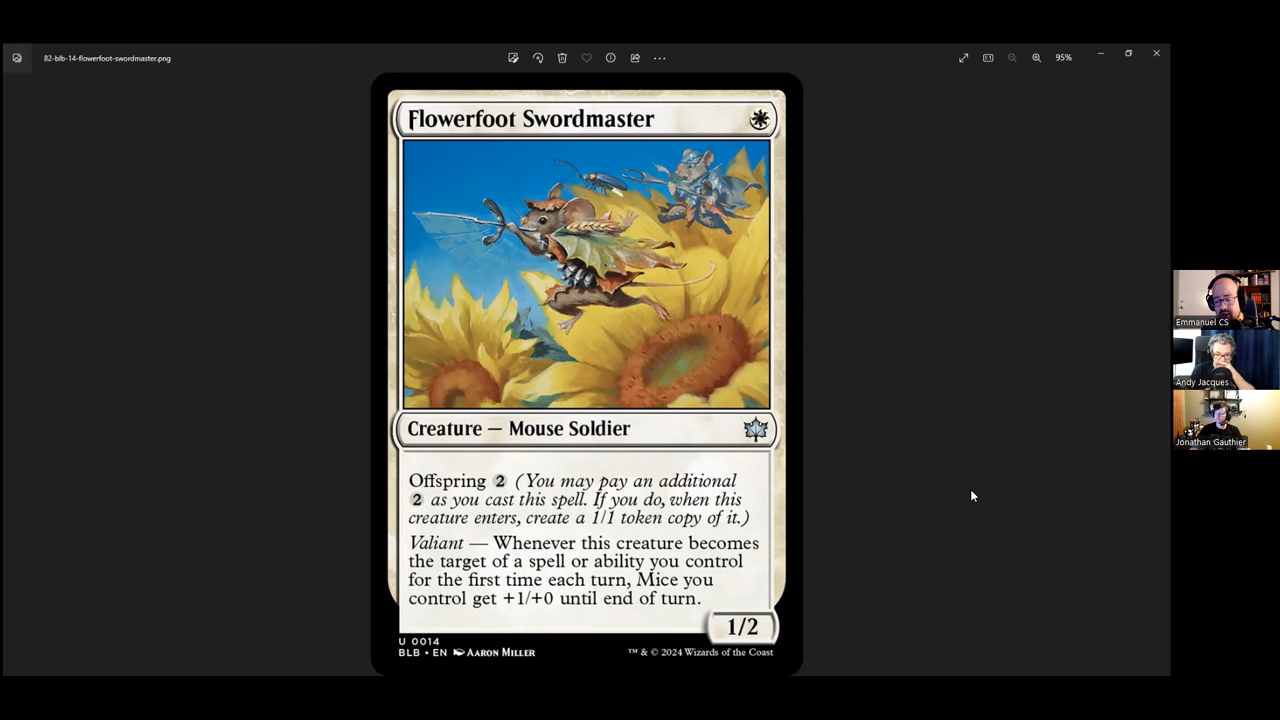 82-blb-14-flowerfoot-swordmaster.png
95%
Flowerfoot Swordmaster
Creature — Mouse Soldier
Offspring 2 (You may pay an additional
2 as you cast this spell. If you do, when this
creature enters, create a 1/1 token copy of it.)
Valiant — Whenever this creature becomes
the target of a spell or ability you control
for the first time each turn, Mice you
control get +1/+0 until end of turn.
1/2
U 0014
BLB • EN AARON MILLER
™ & © 2024 Wizards of the Coast
Emmanuel CS
Andy Jacques
Jonathan Gauthier